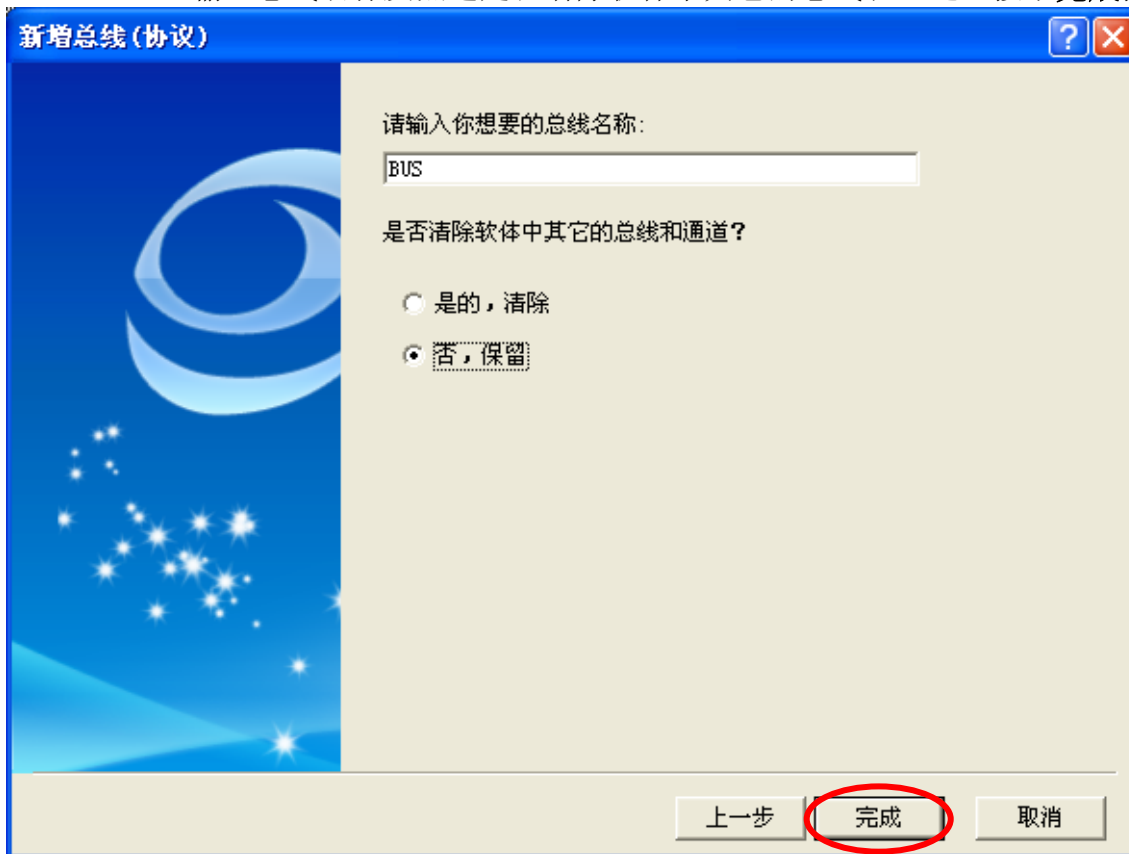 新增总线(协议)
请输入你想要的总线名称:
BUS
是否清除软体中其它的总线和通道?
是的,清除
否,保留
上一步 完成 取消